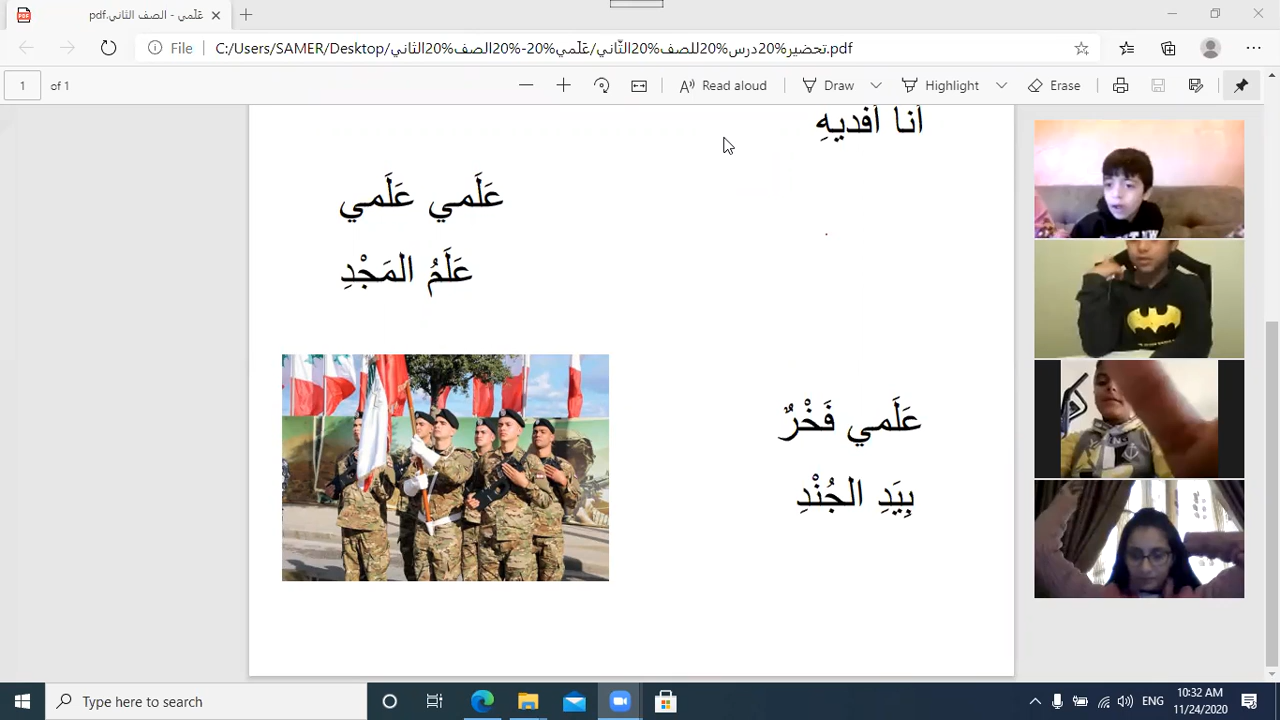 عَلَمي - الصف الثاني.pdf
File
C:/Users/SAMER/Desktop/تحضير%20درس%20للصف%20الثّاني/عَلَمي%20-%20الصف%20الثاني.pdf
1 of 1
Read aloud
Draw
Highlight
Erase
أنا أفديهِ
عَلَمي عَلَمي
عَلَمُ المَجْدِ
عَلَمي فَخْرٌ
بِيَدِ الجُنْدِ
Type here to search
ENG
10:32 AM
11/24/2020